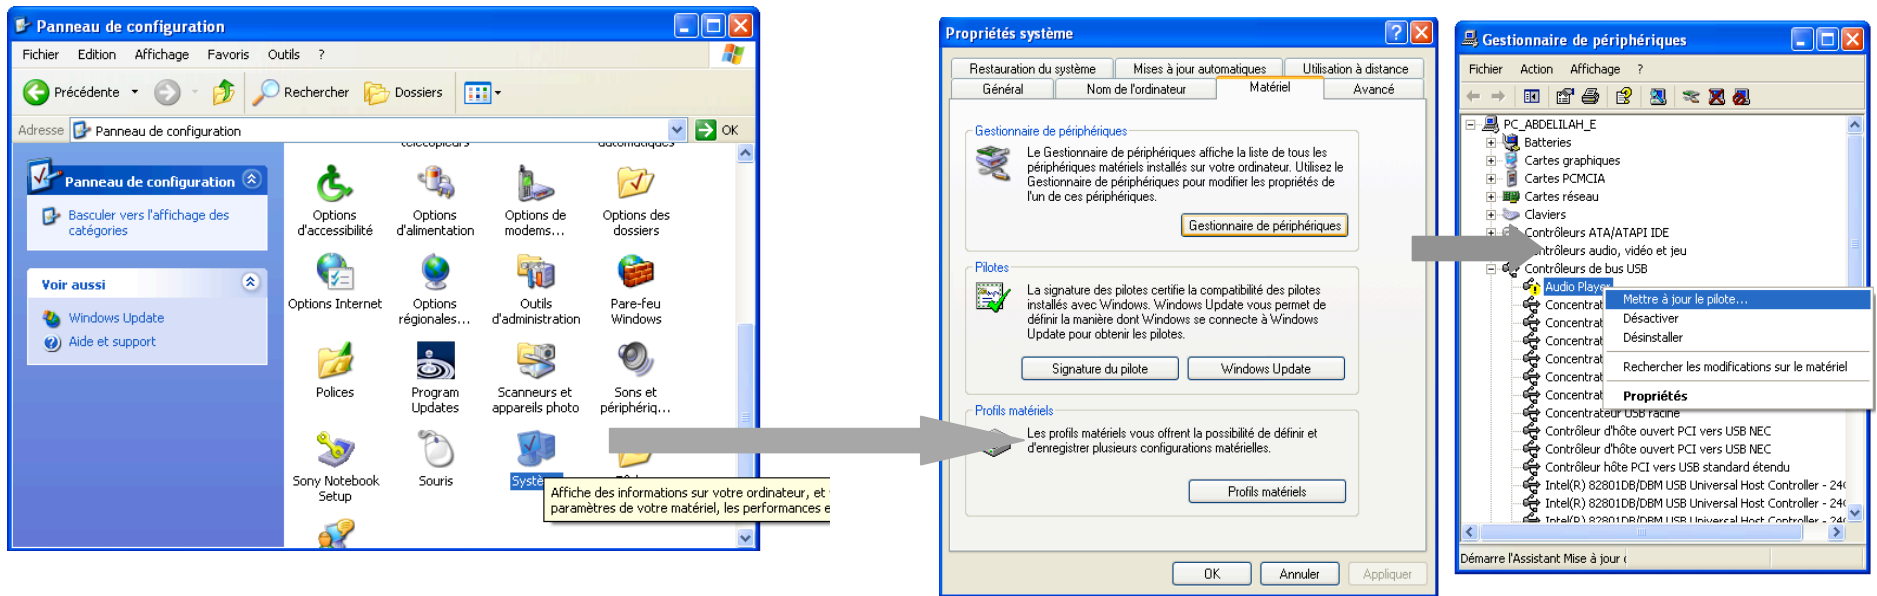 Panneau de configuration
Fichier Edition Affichage Favoris Outils ?
Précédente Rechercher Dossiers
Adresse Panneau de configuration OK
Panneau de configuration
Basculer vers l'affichage des
catégories
Voir aussi
Windows Update
Aide et support
télécopieurs automatiques
Options
d'accessibilité
Options
d'alimentation
Options de
modems...
Options des
dossiers
Options Internet
Options
régionales...
Outils
d'administration
Pare-feu
Windows
Polices
Program
Updates
Scanneurs et
appareils photo
Sons et
périphériq...
Sony Notebook
Setup
Souris
Affiche des informations sur votre ordinateur, et
paramètres de votre matériel, les performances e
Propriétés système
Restauration du système Mises à jour automatiques Utilisation à distance
Général Nom de l'ordinateur Matériel Avancé
Gestionnaire de périphériques
Le Gestionnaire de périphériques affiche la liste de tous les
périphériques matériels installés sur votre ordinateur. Utilisez le
Gestionnaire de périphériques pour modifier les propriétés de
l'un de ces périphériques.
Gestionnaire de périphériques
Pilotes
La signature des pilotes certifie la compatibilité des pilotes
installés avec Windows. Windows Update vous permet de
définir la manière dont Windows se connecte à Windows
Update pour obtenir les pilotes.
Signature du pilote Windows Update
Profils matériels
Les profils matériels vous offrent la possibilité de définir et
d'enregistrer plusieurs configurations matérielles.
Profils matériels
OK Annuler Appliquer
Gestionnaire de périphériques
Fichier Action Affichage ?
PC_ABDELILAH_E
Batteries
Cartes graphiques
Cartes PCMCIA
Cartes réseau
Claviers
Contrôleurs ATA/ATAPI IDE
ntrôleurs audio, vidéo et jeu
Contrôleurs de bus USB
Audio Player
Concentrat
Concentrat
Concentrat
Concentrat
Concentrat
Concentrat
Concentrateur USB racine
Contrôleur d'hôte ouvert PCI vers USB NEC
Contrôleur d'hôte ouvert PCI vers USB NEC
Contrôleur hôte PCI vers USB standard étendu
Intel(R) 82801DB/DBM USB Universal Host Controller - 24
Intel(R) 82801DB/DBM USB Universal Host Controller - 24
Intel(R) 82801DB/DBM USB Universal Host Controller - 24
Mettre à jour le pilote...
Désactiver
Désinstaller
Rechercher les modifications sur le matériel
Propriétés
Démarre l'Assistant Mise à jour